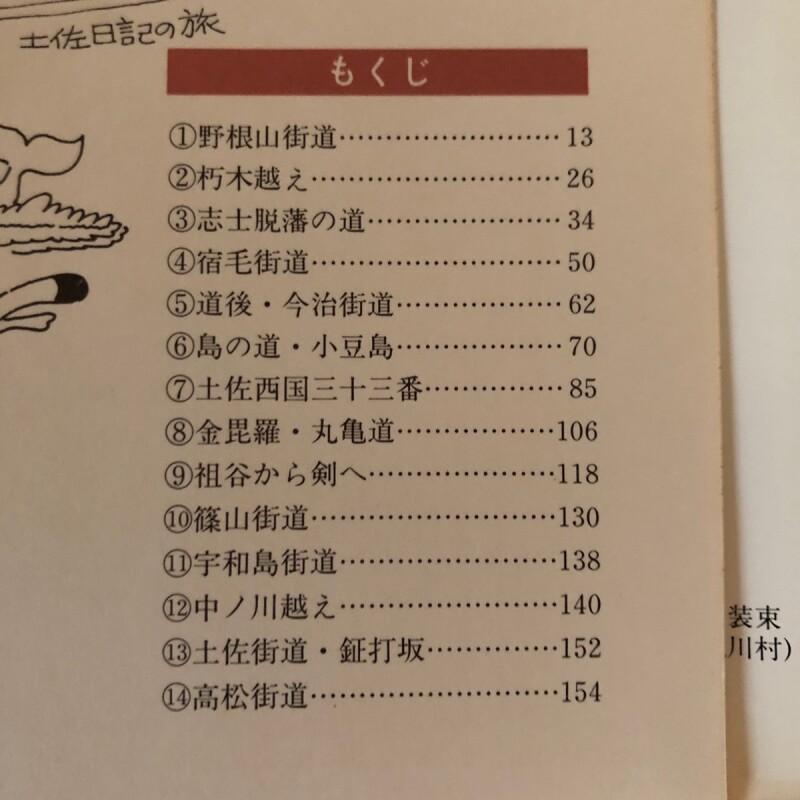 土佐日記の旅
もくじ
①野根山街道……………………13
②朽木越え………………………26
③志士脱藩の道…………………34
④宿毛街道………………………50
⑤道後・今治街道………………62
⑥島の道・小豆島………………70
⑦土佐西国三十三番……………85
⑧金毘羅・丸亀道………………106
⑨祖谷から剣へ…………………118
⑩篠山街道………………………130
⑪宇和島街道……………………138
⑫中ノ川越え……………………140
⑬土佐街道・鉦打坂……………152
⑭高松街道………………………154
装束
川村)